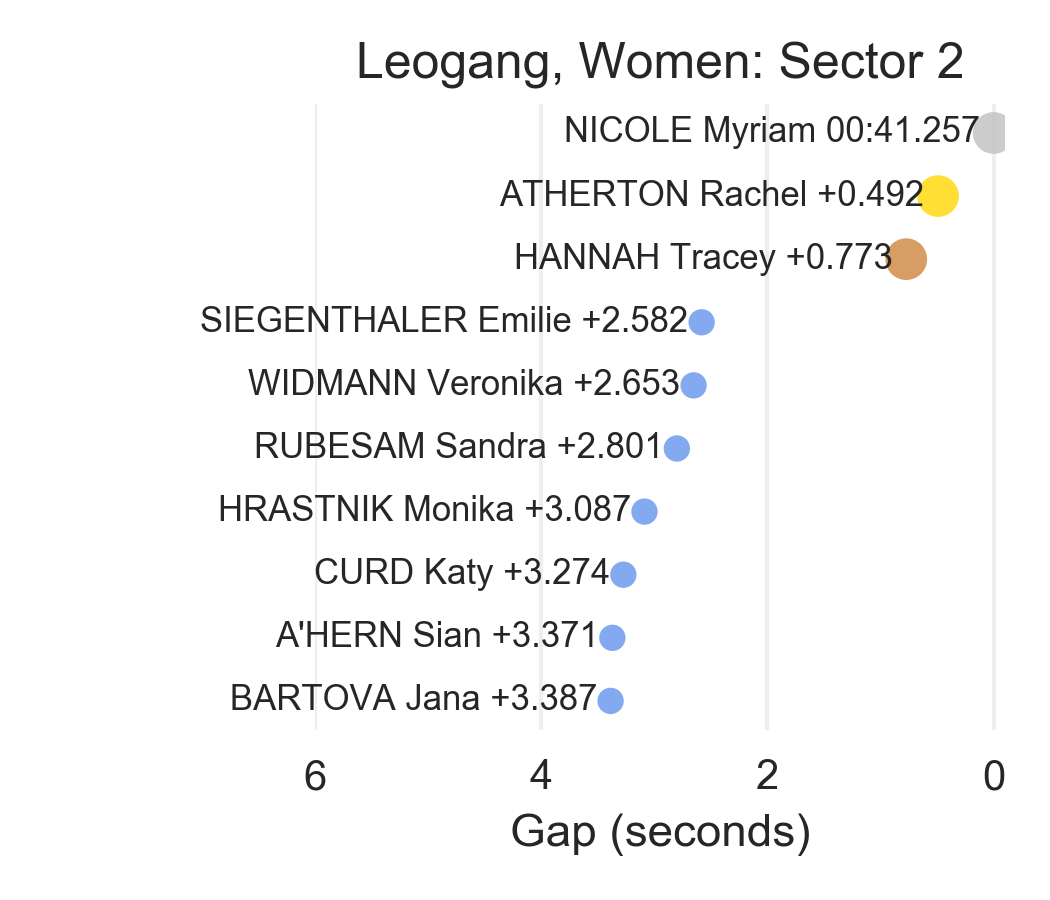 Leogang, Women: Sector 2
NICOLE Myriam 00:41.257
ATHERTON Rachel +0.492
HANNAH Tracey +0.773
SIEGENTHALER Emilie +2.582
WIDMANN Veronika +2.653
RUBESAM Sandra +2.801
HRASTNIK Monika +3.087
CURD Katy +3.274
A'HERN Sian +3.371
BARTOVA Jana +3.387
6 4 2 0
Gap (seconds)